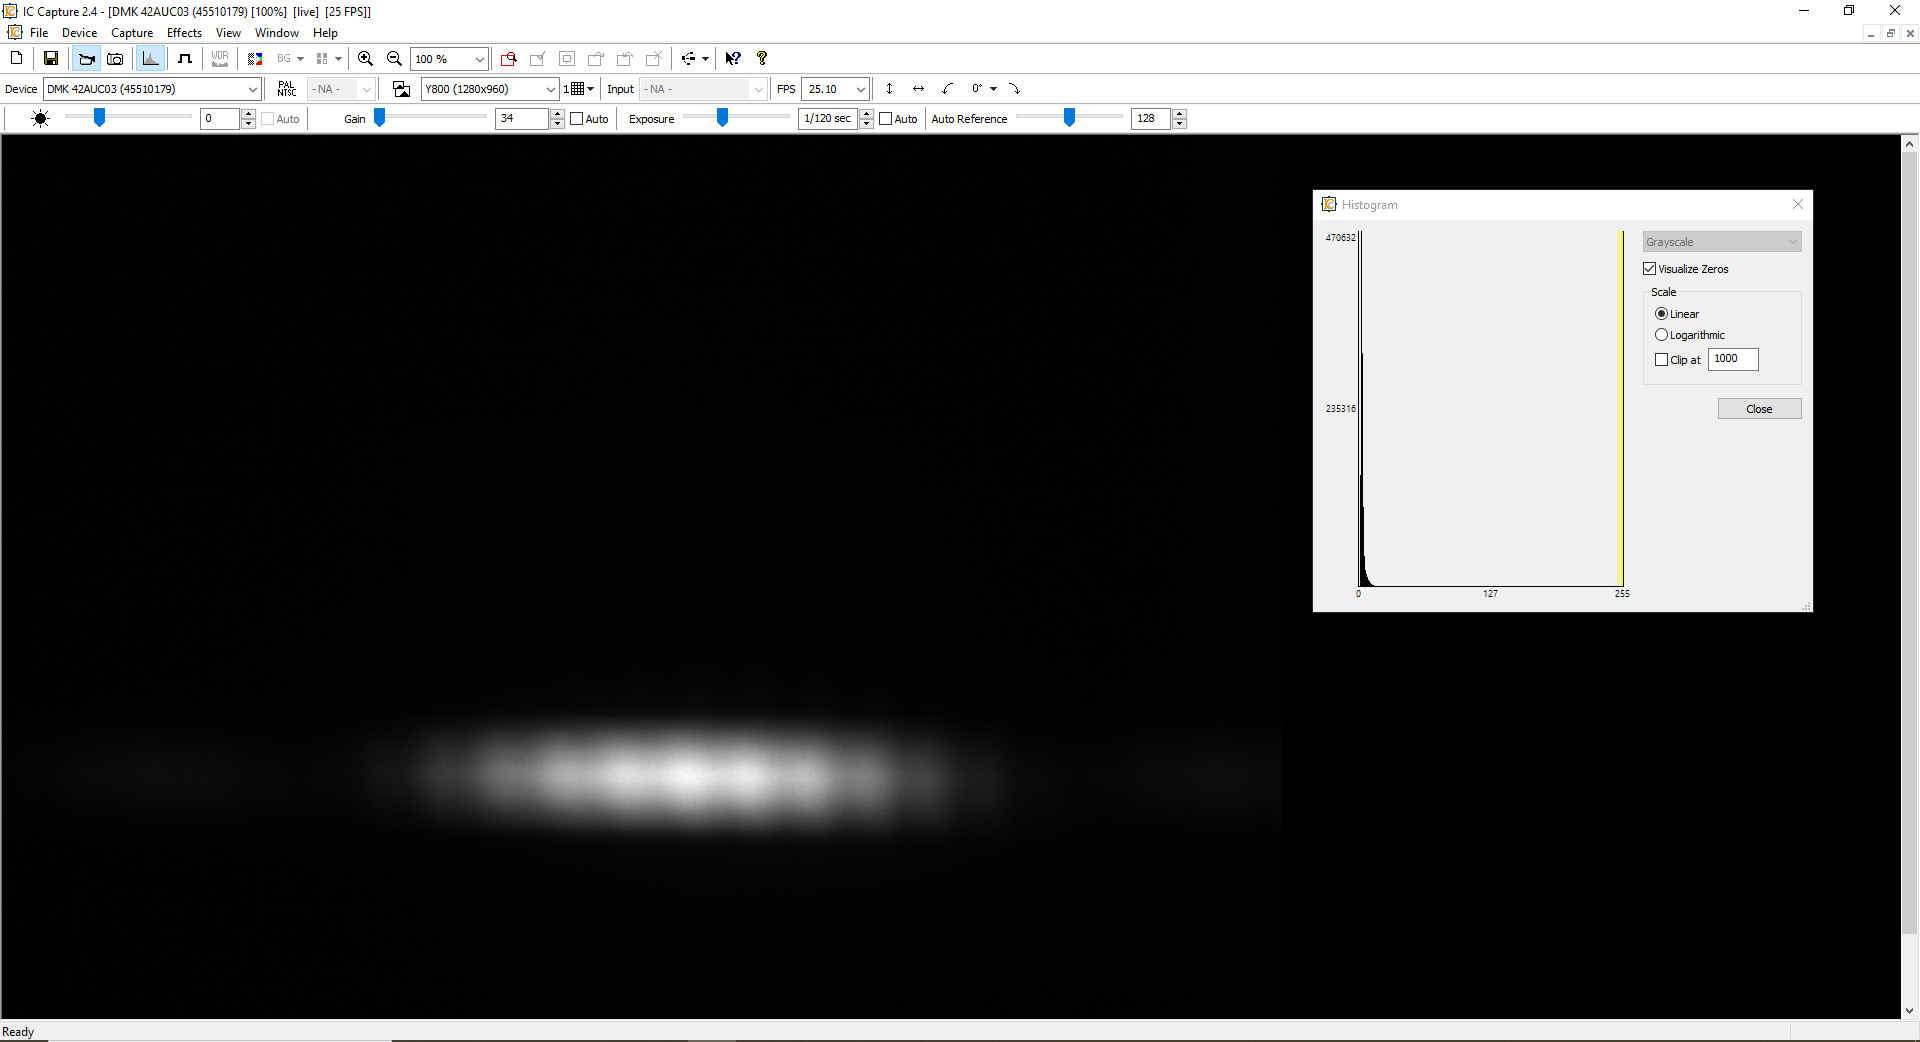 IC Capture 2.4 - [DMK 42AUC03 (45510179) [100%]  [live]  [25 FPS]]
File Device Capture Effects View Window Help
WDR BG 100 %
Device DMK 42AUC03 (45510179) PAL NTSC - NA - Y800 (1280x960) 1 Input - NA - FPS 25.10 0°
0 Auto Gain 34 Auto Exposure 1/120 sec Auto Auto Reference 128
Histogram
470632
235316
0 127 255
Grayscale
Visualize Zeros
Scale
Linear
Logarithmic
Clip at 1000
Close
Ready